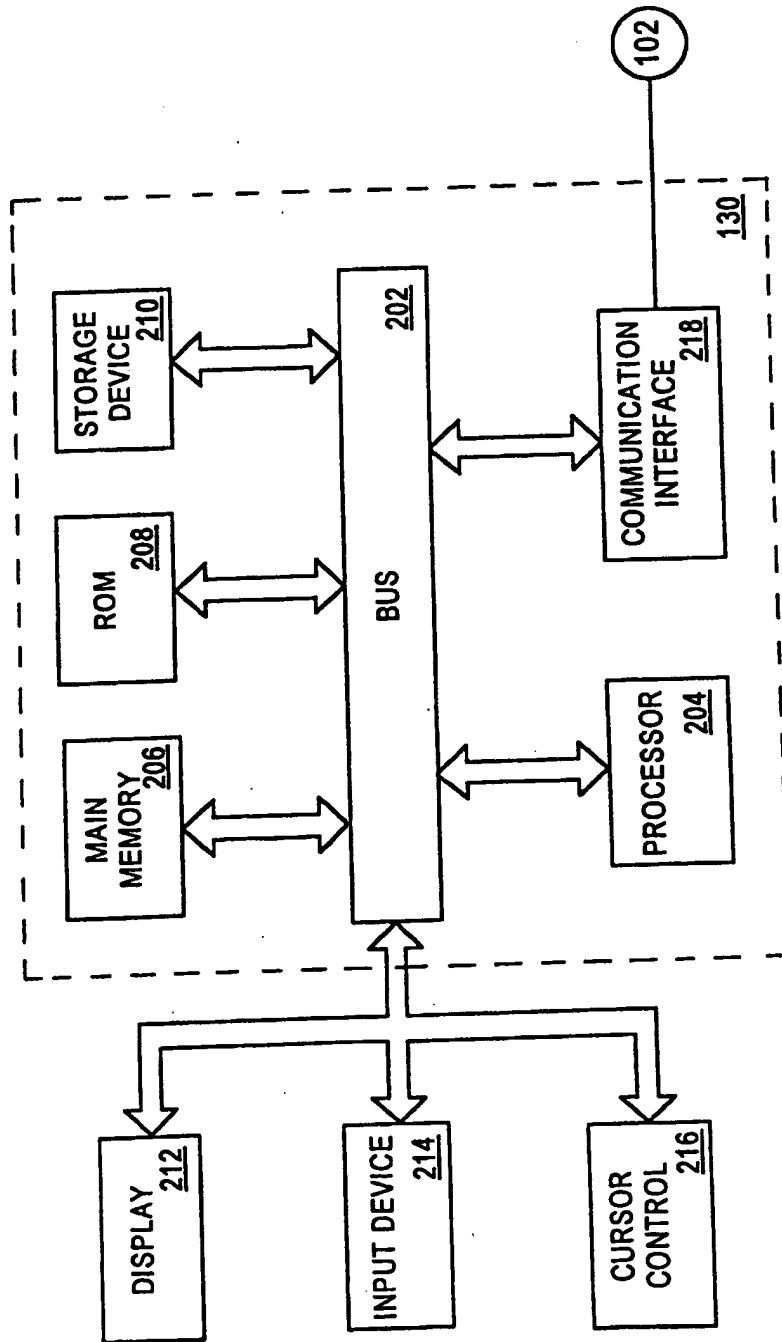 MAIN
MEMORY
206
ROM
208
STORAGE
DEVICE
210
DISPLAY
212
INPUT DEVICE
214
CURSOR
CONTROL
216
BUS
202
PROCESSOR
204
COMMUNICATION
INTERFACE
218
130
102